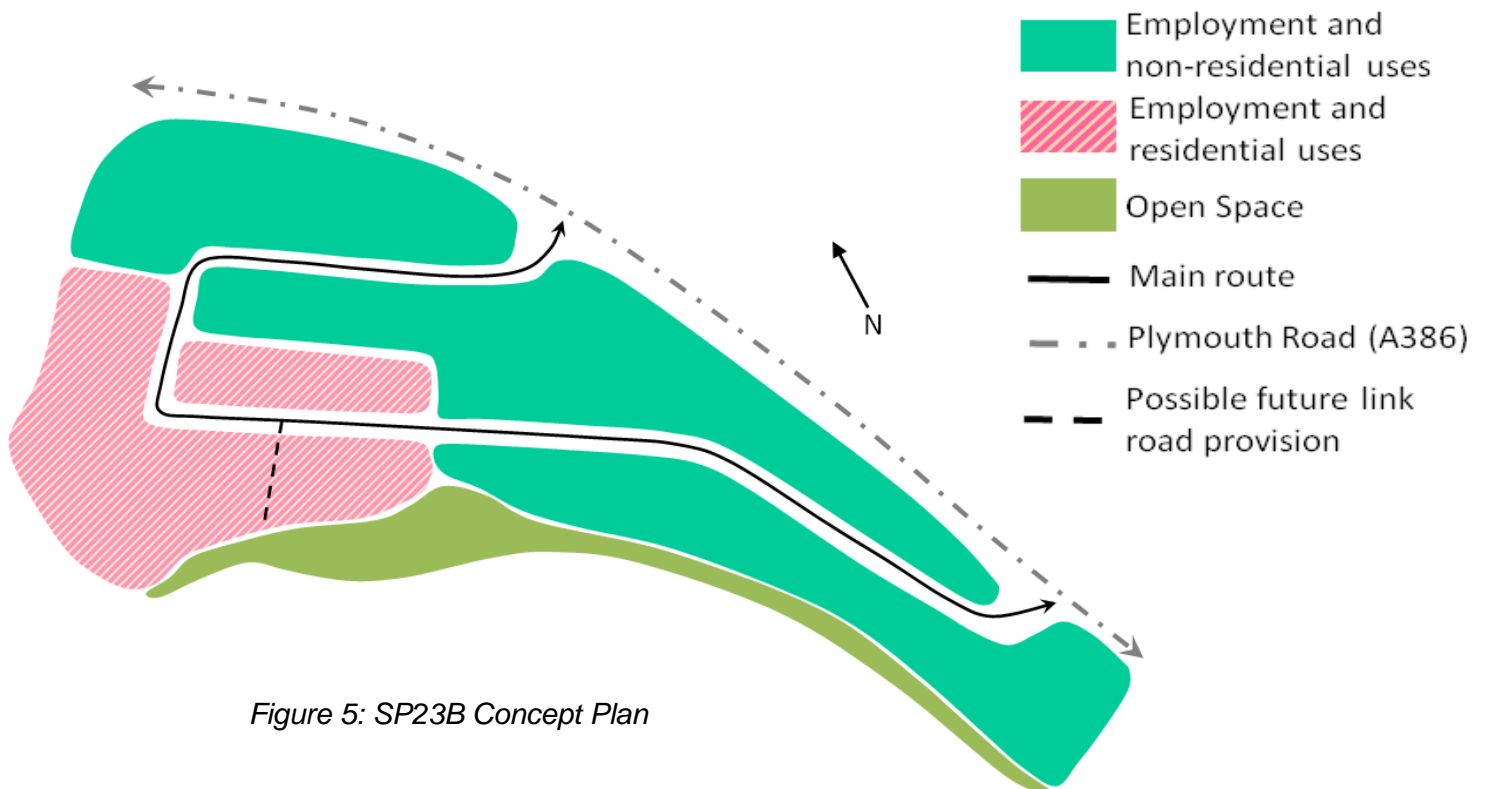 Employment and
non-residential uses
Employment and
residential uses
Open Space
Main route
Plymouth Road (A386)
Possible future link
road provision
N
Figure 5: SP23B Concept Plan